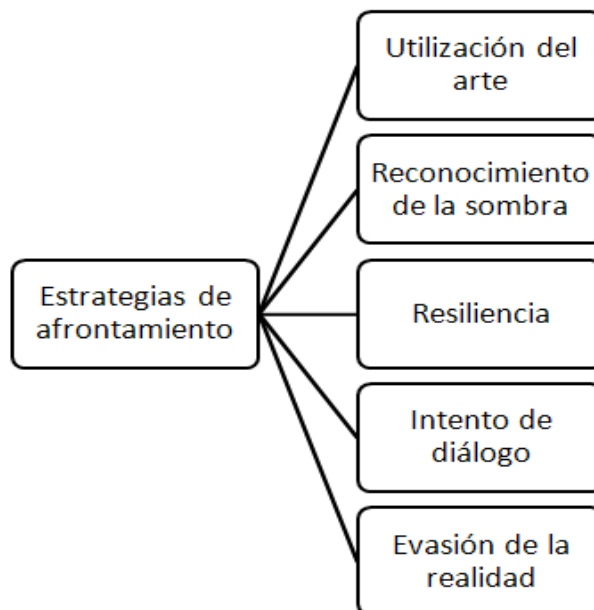 Utilización del
arte
Reconocimiento
de la sombra
Estrategias de
afrontamiento
Resiliencia
Intento de
diálogo
Evasión de la
realidad